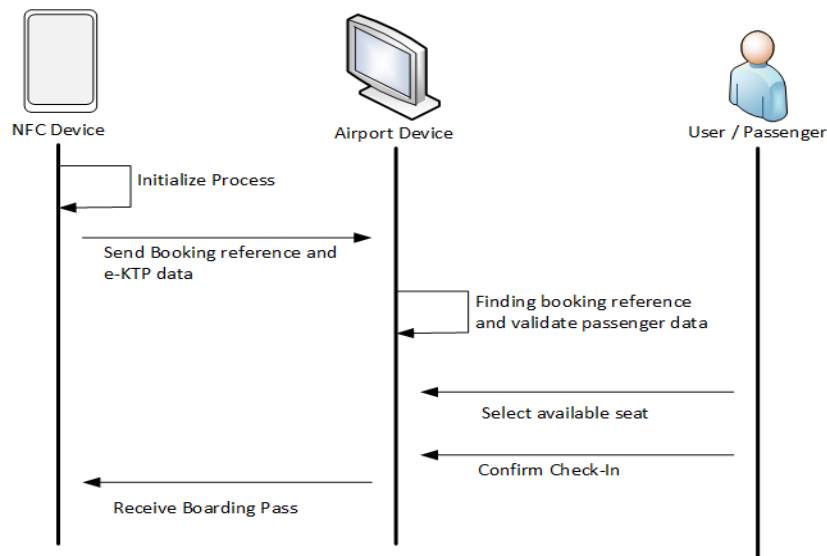 NFC Device
Airport Device
User / Passenger
Initialize Process
Send Booking reference and
e-KTP data
Finding booking reference
and validate passenger data
Select available seat
Confirm Check-In
Receive Boarding Pass